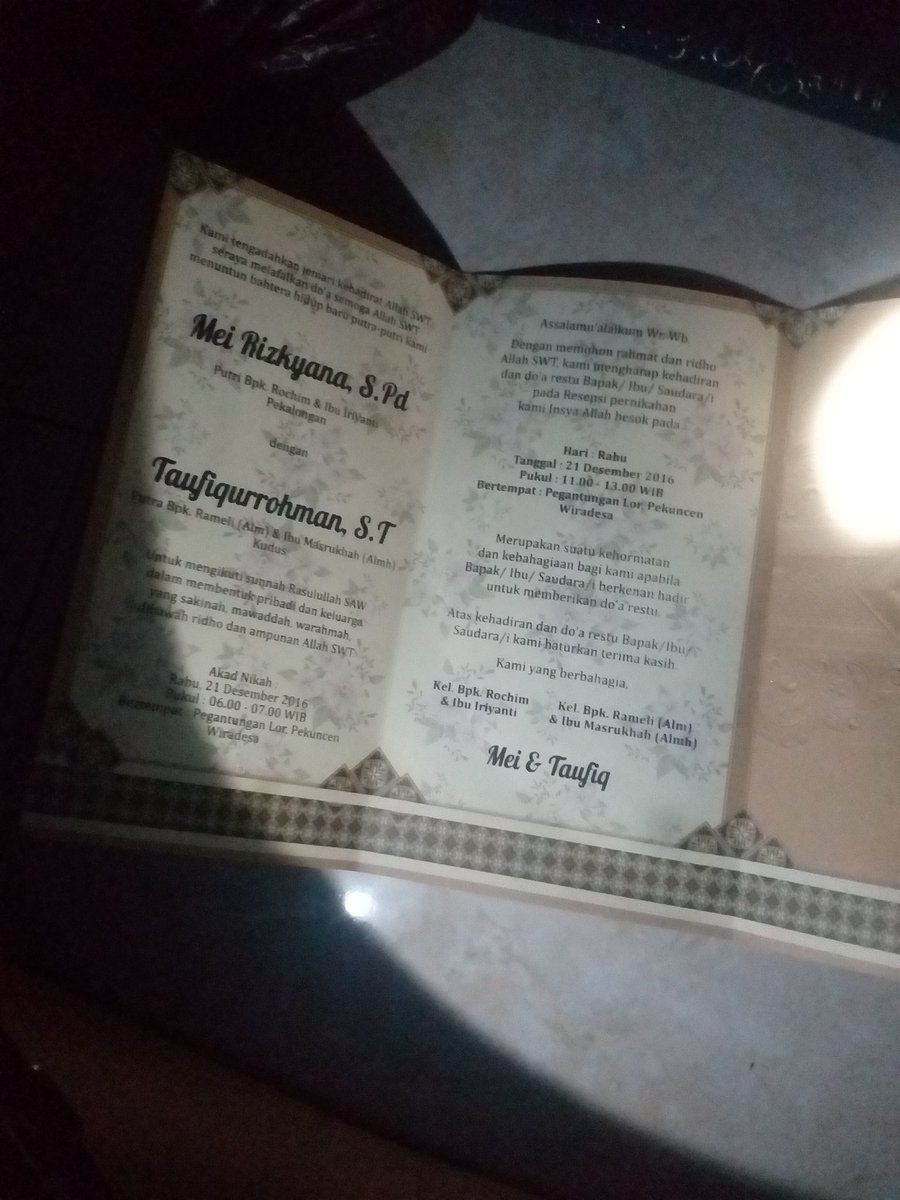 Kami tengadahkan jemari kehadirat Allah SWT
seraya melafalkan do'a semoga Allah SWT
menuntun bahtera hidup baru putra-putri kami
Mei Rizkyana, S.Pd
Putri Bpk. Rochim & Ibu Iriyanti
Pekalongan
dengan
Taufiqurrohman, S.T
Putra Bpk. Rameli (Alm) & Ibu Masrukhah (Almh)
Kudus
Untuk mengikuti sunnah Rasulullah SAW
dalam membentuk pribadi dan keluarga
yang sakinah, mawaddah, warahmah,
dibawah ridho dan ampunan Allah SWT
Akad Nikah
Rabu, 21 Desember 2016
Pukul : 06.00 - 07.00 WIB
Bertempat : Pegantungan Lor, Pekuncen
Wiradesa
Assalamu'alaikum Wr. Wb.
Dengan memohon rahmat dan ridho
Allah SWT, kami mengharap kehadiran
dan do'a restu Bapak/ Ibu/ Saudara/i
pada Resepsi pernikahan
kami Insya Allah besok pada :
Hari : Rabu
Tanggal : 21 Desember 2016
Pukul : 11.00 - 13.00 WIB
Bertempat : Pegantungan Lor, Pekuncen
Wiradesa
Merupakan suatu kehormatan
dan kebahagiaan bagi kami apabila
Bapak/ Ibu/ Saudara/i berkenan hadir
untuk memberikan do'a restu.
Atas kehadiran dan do'a restu Bapak/Ibu/
Saudara/i kami haturkan terima kasih.
Kami yang berbahagia,
Kel. Bpk. Rochim
& Ibu Iriyanti
Kel. Bpk. Rameli (Alm)
& Ibu Masrukhah (Almh)
Mei & Taufiq